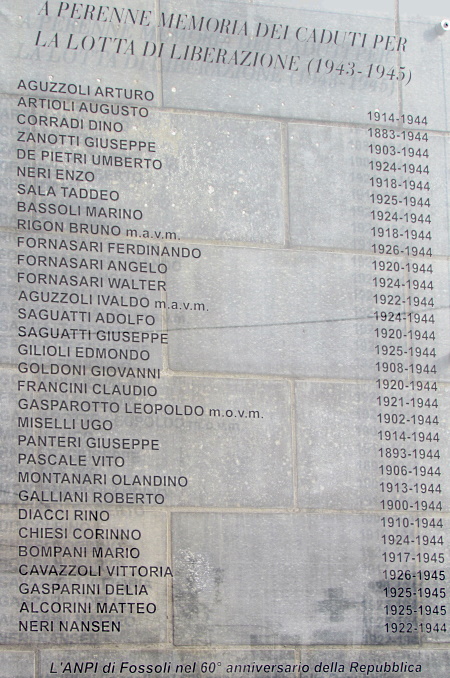 A PERENNE MEMORIA DEI CADUTI PER
LA LOTTA DI LIBERAZIONE (1943-1945)
AGUZZOLI ARTURO 1914-1944
ARTIOLI AUGUSTO 1883-1944
CORRADI DINO 1903-1944
ZANOTTI GIUSEPPE 1924-1944
DE PIETRI UMBERTO 1918-1944
NERI ENZO 1925-1944
SALA TADDEO 1924-1944
BASSOLI MARINO 1918-1944
RIGON BRUNO m.a.v.m. 1926-1944
FORNASARI FERDINANDO 1920-1944
FORNASARI ANGELO 1924-1944
FORNASARI WALTER 1922-1944
AGUZZOLI IVALDO m.a.v.m. 1924-1944
SAGUATTI ADOLFO 1920-1944
SAGUATTI GIUSEPPE 1925-1944
GILIOLI EDMONDO 1908-1944
GOLDONI GIOVANNI 1920-1944
FRANCINI CLAUDIO 1921-1944
GASPAROTTO LEOPOLDO m.o.v.m. 1902-1944
MISELLI UGO 1914-1944
PANTERI GIUSEPPE 1893-1944
PASCALE VITO 1906-1944
MONTANARI OLANDINO 1913-1944
GALLIANI ROBERTO 1900-1944
DIACCI RINO 1910-1944
CHIESI CORINNO 1924-1944
BOMPANI MARIO 1917-1945
CAVAZZOLI VITTORIA 1926-1945
GASPARINI DELIA 1925-1945
ALCORINI MATTEO 1925-1945
NERI NANSEN 1922-1944
L'ANPI di Fossoli nel 60° anniversario della Repubblica